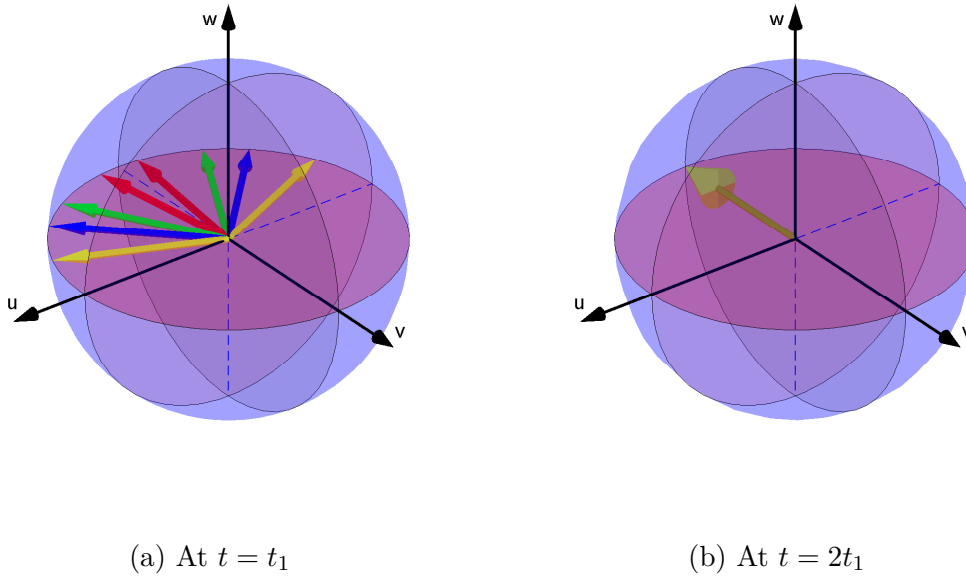 w
w
u
v
u
v
(a) At t = t₁
(b) At t = 2t₁